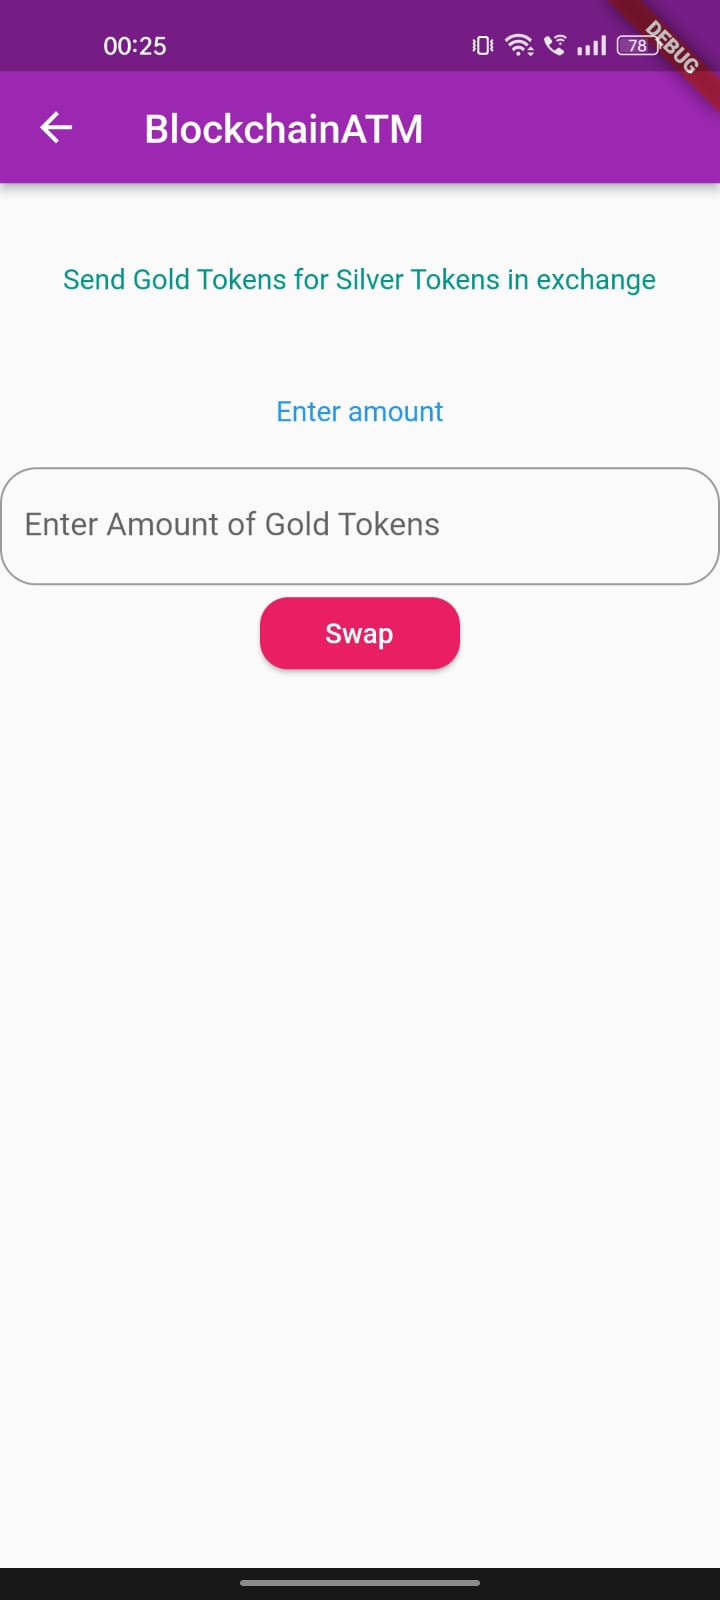 00:25
78
DEBUG
BlockchainATM
Send Gold Tokens for Silver Tokens in exchange
Enter amount
Enter Amount of Gold Tokens
Swap